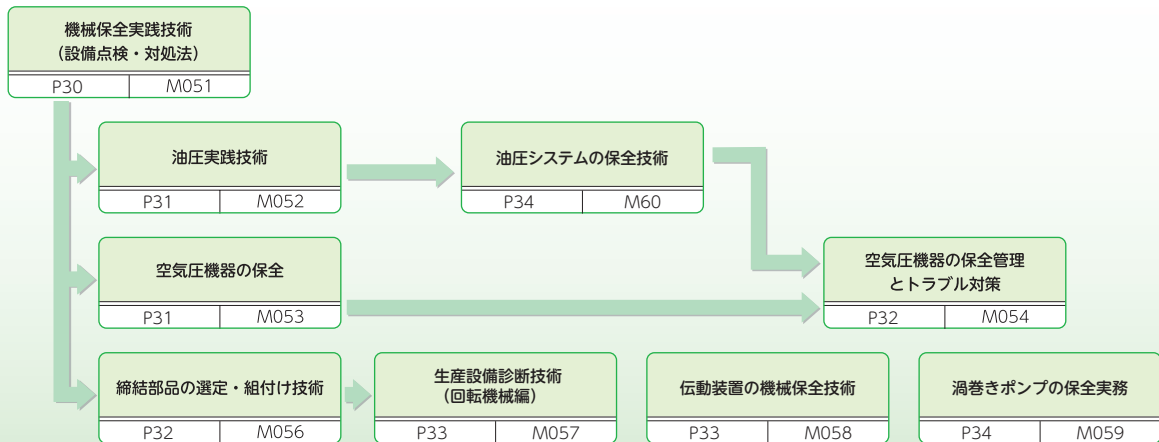 機械保全実践技術
(設備点検・対処法)
P30 M051
油圧実践技術
P31 M052
油圧システムの保全技術
P34 M60
空気圧機器の保全
P31 M053
空気圧機器の保全管理
とトラブル対策
P32 M054
締結部品の選定・組付け技術
P32 M056
生産設備診断技術
(回転機械編)
P33 M057
伝動装置の機械保全技術
P33 M058
渦巻きポンプの保全実務
P34 M059